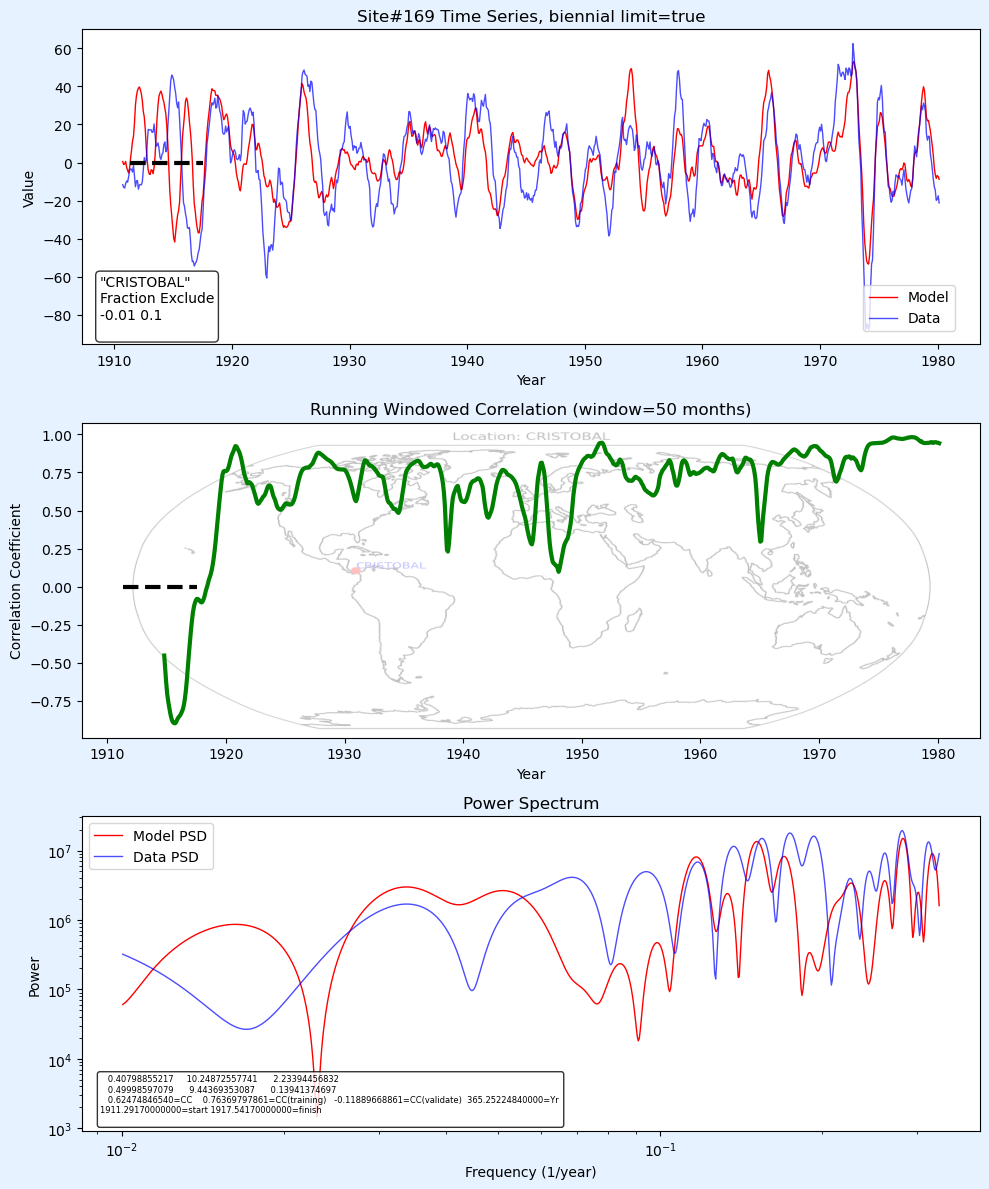 Site#169 Time Series, biennial limit=true
60
40
20
0
−20
−40
−60
−80
Value
"CRISTOBAL"
Fraction Exclude
-0.01 0.1
Model
Data
1910 1920 1930 1940 1950 1960 1970 1980
Year
Running Windowed Correlation (window=50 months)
Location: CRISTOBAL
1.00
0.75
0.50
0.25
0.00
−0.25
−0.50
−0.75
Correlation Coefficient
CRISTOBAL
1910 1920 1930 1940 1950 1960 1970 1980
Year
Power Spectrum
Model PSD
Data PSD
10⁷
10⁶
10⁵
10⁴
10³
Power
0.40798855217 10.24872557741 2.23394456832
0.49998597079 9.44369353087 0.13941374697
0.62474846540=CC 0.76369797861=CC(training) -0.11889668861=CC(validate) 365.25224840000=Yr
1911.29170000000=start 1917.54170000000=finish
10⁻² 10⁻¹
Frequency (1/year)